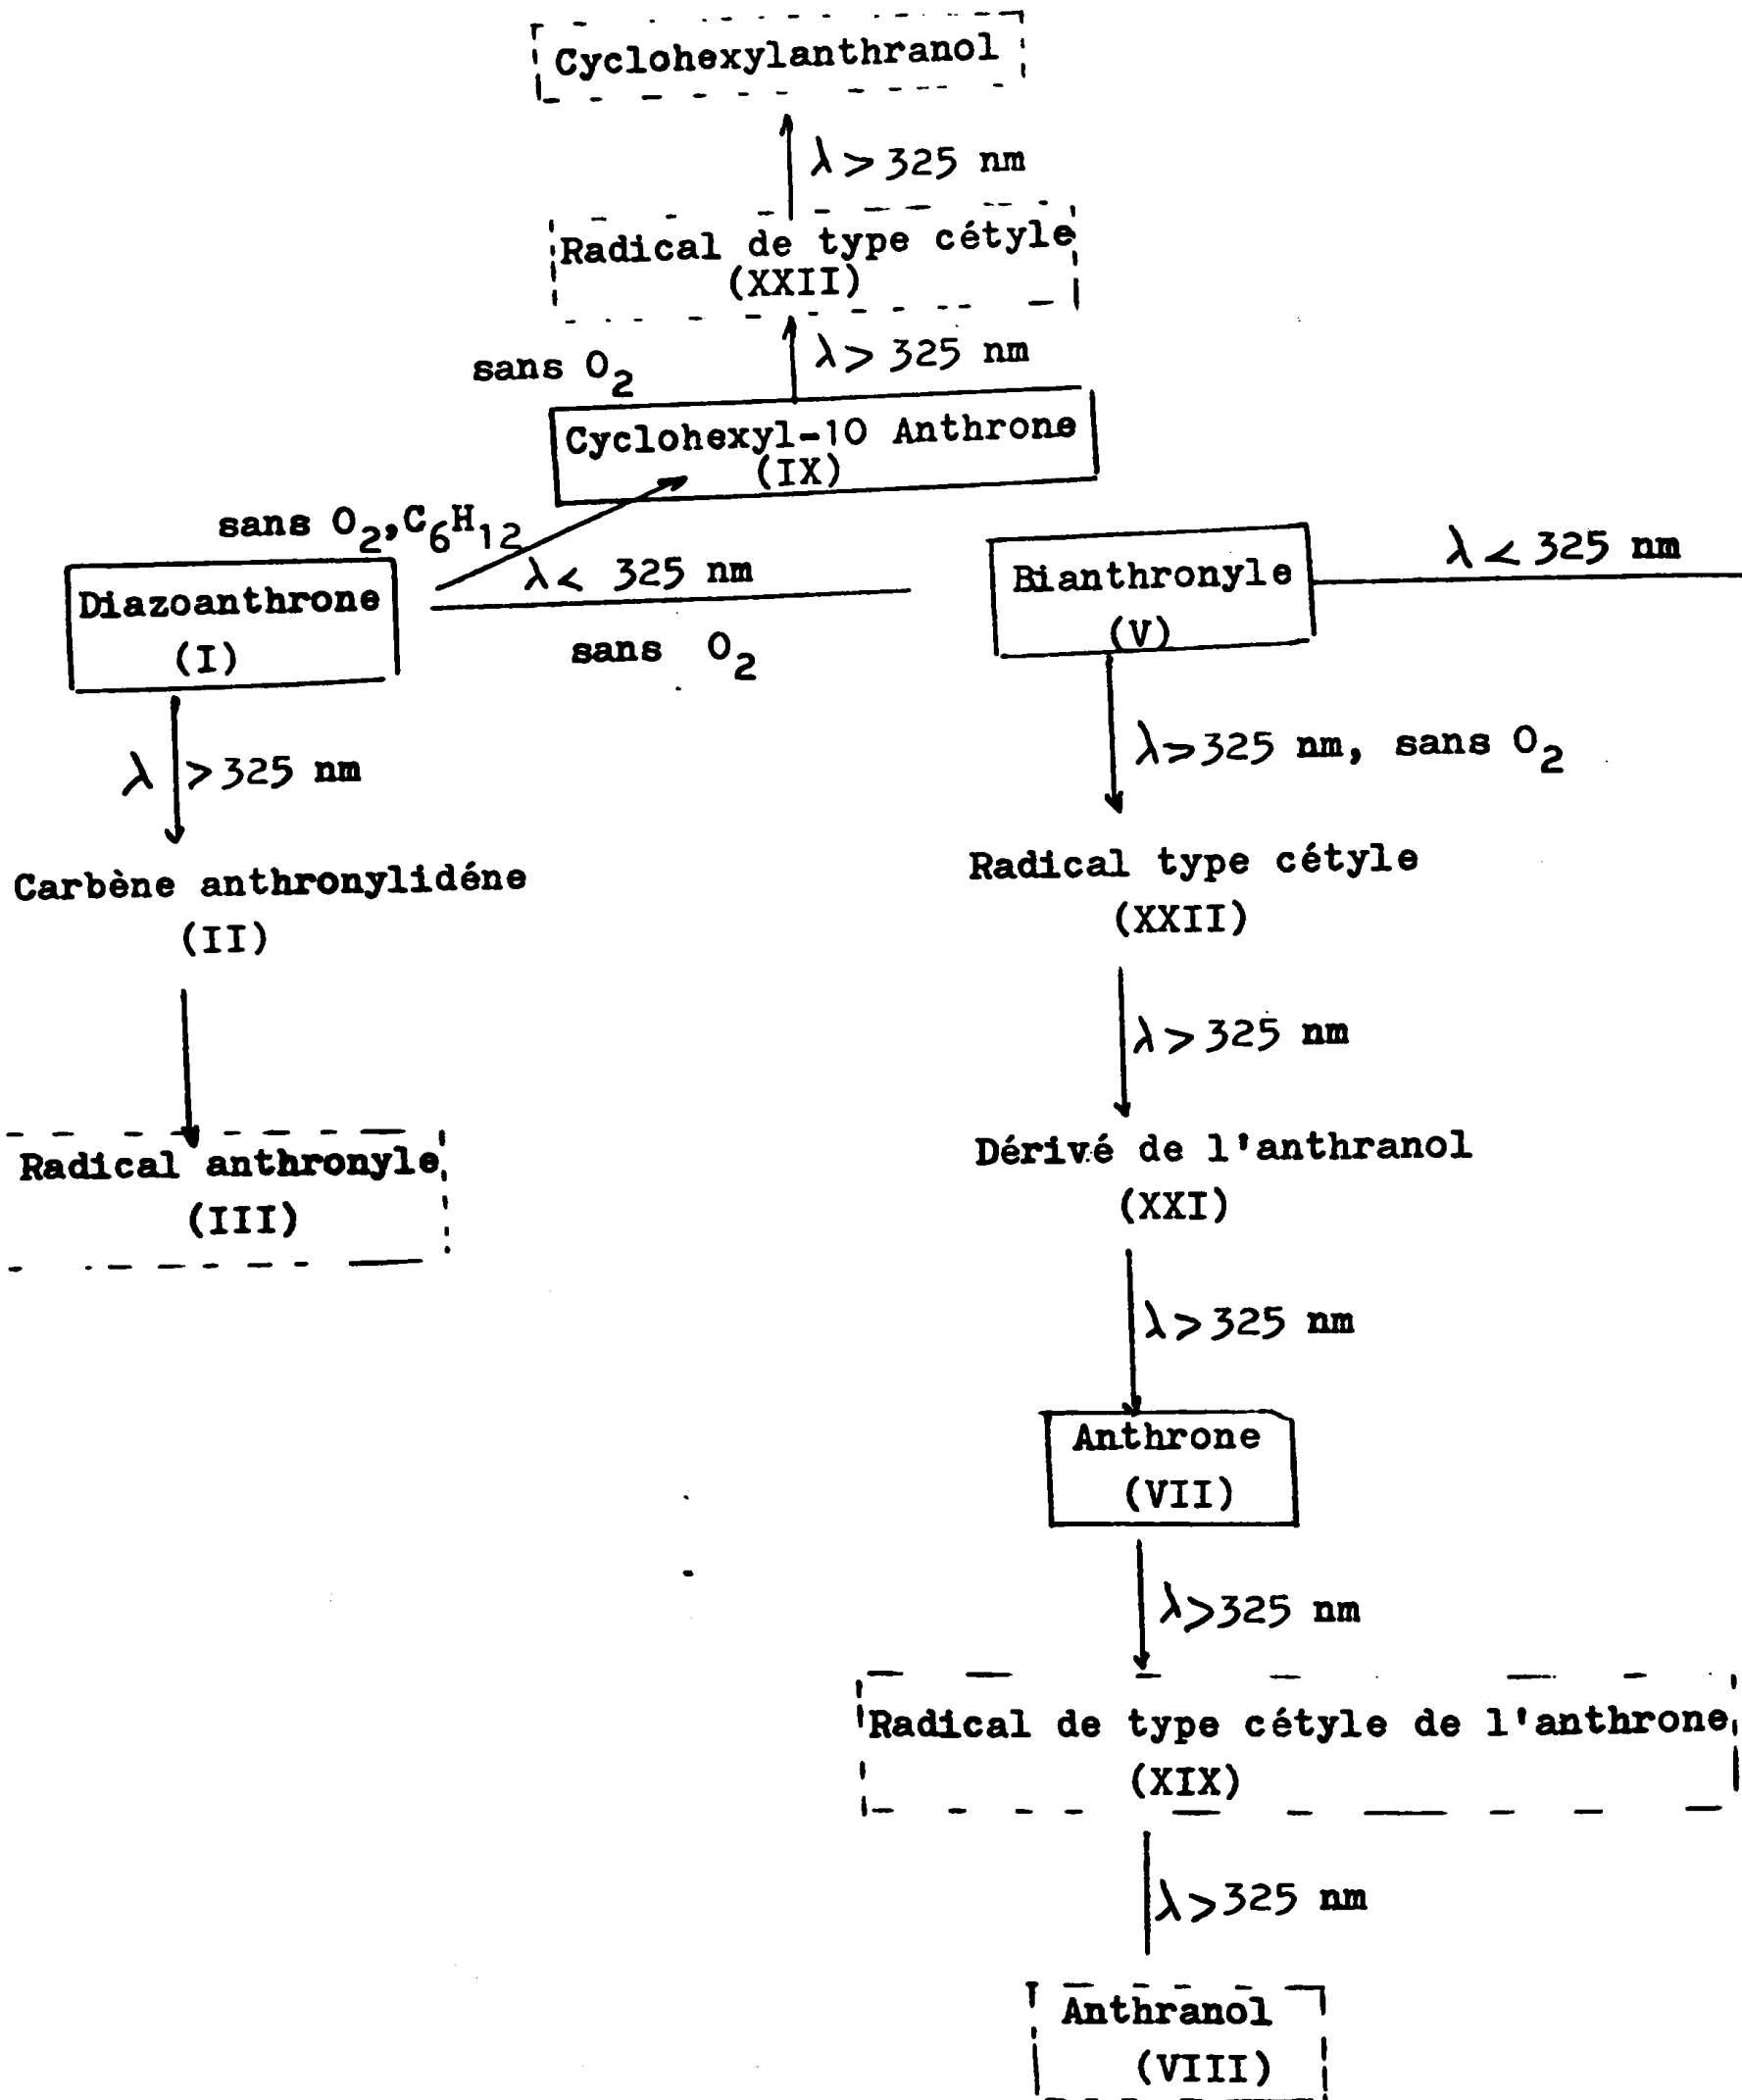 Cyclohexylanthranol
λ > 325 nm
Radical de type cétyle
(XXII)
sans O₂
λ > 325 nm
Cyclohexyl-10 Anthrone
(IX)
sans O₂,C₆H₁₂
λ < 325 nm
λ < 325 nm
Diazoanthrone
(I)
sans O₂
Bianthronyle
(V)
λ > 325 nm
λ > 325 nm, sans O₂
Carbène anthronylidéne
(II)
Radical type cétyle
(XXII)
λ > 325 nm
Radical anthronyle
(III)
Dérivé de l'anthranol
(XXI)
λ > 325 nm
Anthrone
(VII)
λ > 325 nm
Radical de type cétyle de l'anthrone
(XIX)
λ > 325 nm
Anthranol
(VIII)